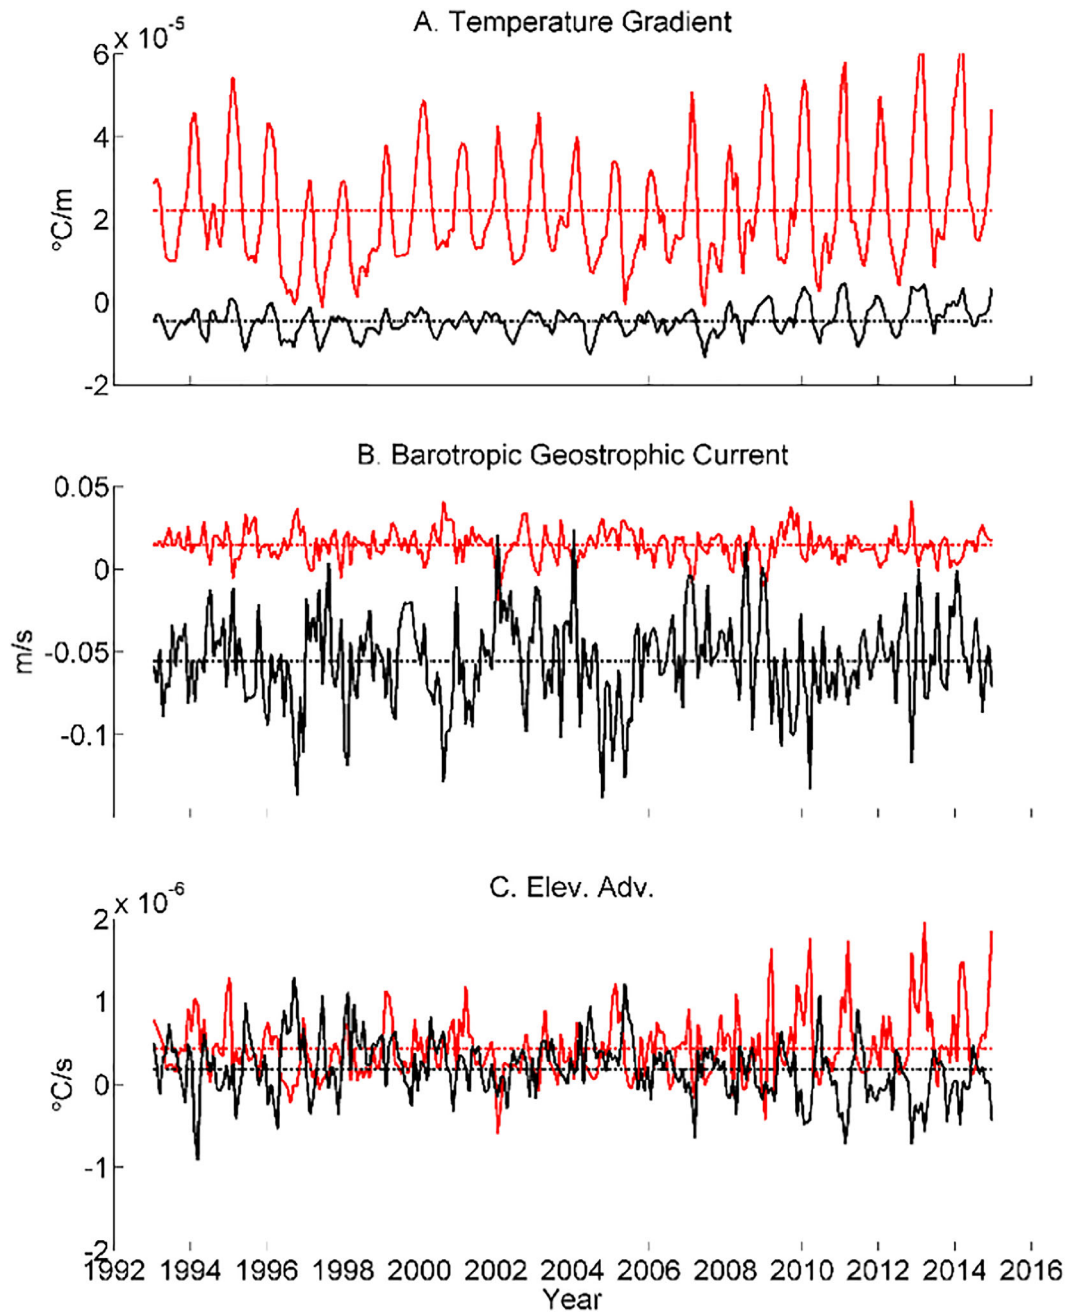 A. Temperature Gradient
x 10-5
6
4
2
0
-2
°C/m
B. Barotropic Geostrophic Current
0.05
0
-0.05
-0.1
m/s
C. Elev. Adv.
x 10-6
2
1
0
-1
-2
°C/s
1992 1994 1996 1998 2000 2002 2004 2006 2008 2010 2012 2014 2016
Year